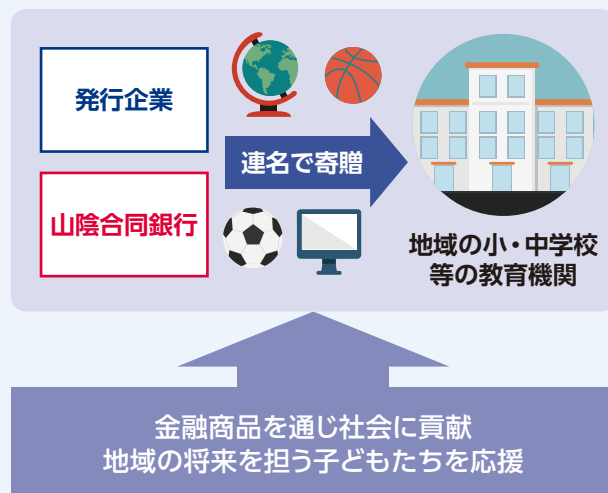 発行企業
山陰合同銀行
連名で寄贈
地域の小・中学校
等の教育機関
金融商品を通じ社会に貢献
地域の将来を担う子どもたちを応援